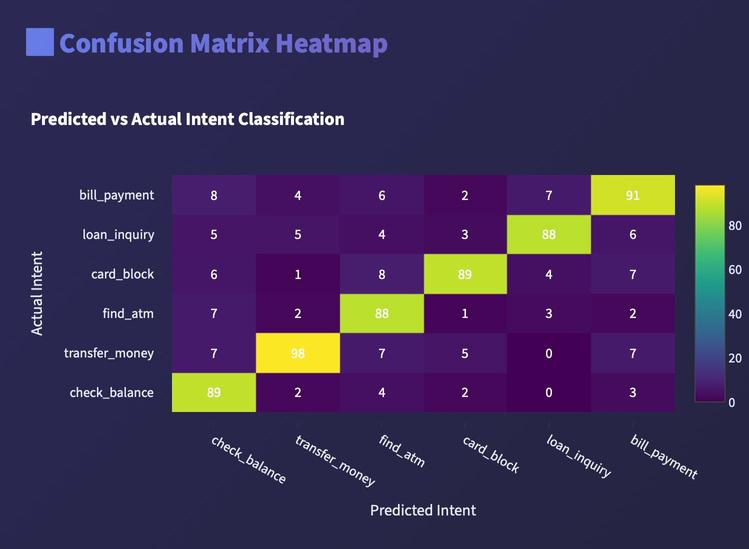 Confusion Matrix Heatmap
Predicted vs Actual Intent Classification
Actual Intent
bill_payment 8 4 6 2 7 91
loan_inquiry 5 5 4 3 88 6
card_block 6 1 8 89 4 7
find_atm 7 2 88 1 3 2
transfer_money 7 98 7 5 0 7
check_balance 89 2 4 2 0 3
check_balance transfer_money find_atm card_block loan_inquiry bill_payment
Predicted Intent
80
60
40
20
0